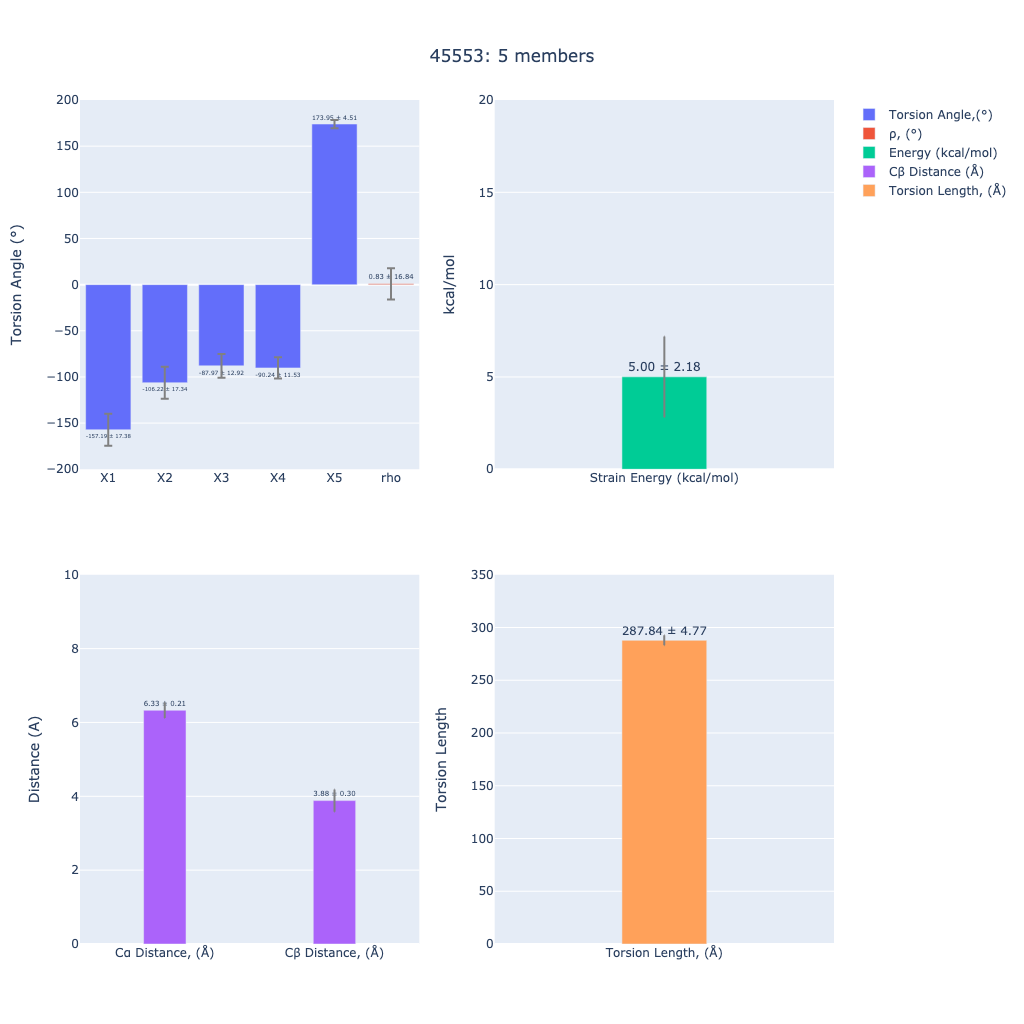 45553: 5 members
Torsion Angle (°)
200
150
100
50
0
−50
−100
−150
−200
-157.19 ± 17.38
-106.22 ± 17.34
-87.97 ± 12.92
-90.24 ± 11.53
173.95 ± 4.51
0.83 ± 16.84
X1 X2 X3 X4 X5 rho
kcal/mol
20
15
10
5
0
5.00 ± 2.18
Strain Energy (kcal/mol)
Torsion Angle,(°)
ρ, (°)
Energy (kcal/mol)
Cβ Distance (Å)
Torsion Length, (Å)
Distance (A)
10
8
6
4
2
0
6.33 ± 0.21
3.88 ± 0.30
Cα Distance, (Å) Cβ Distance, (Å)
Torsion Length
350
300
250
200
150
100
50
0
287.84 ± 4.77
Torsion Length, (Å)